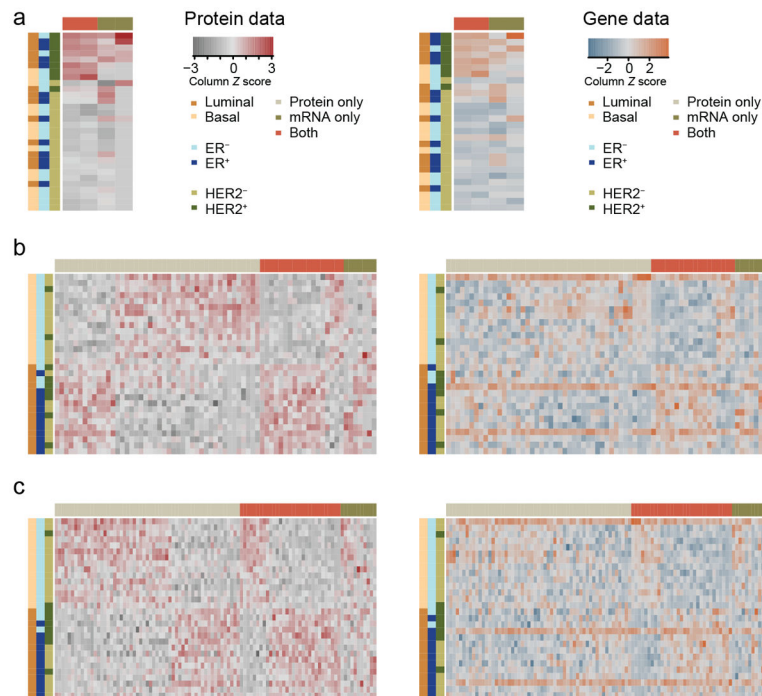 a
Protein data
−3 0 3
Column Z score
Luminal
Basal
ER−
ER+
HER2−
HER2+
Protein only
mRNA only
Both
Gene data
−2 0 2
Column Z score
Luminal
Basal
ER−
ER+
HER2−
HER2+
Protein only
mRNA only
Both
b
c